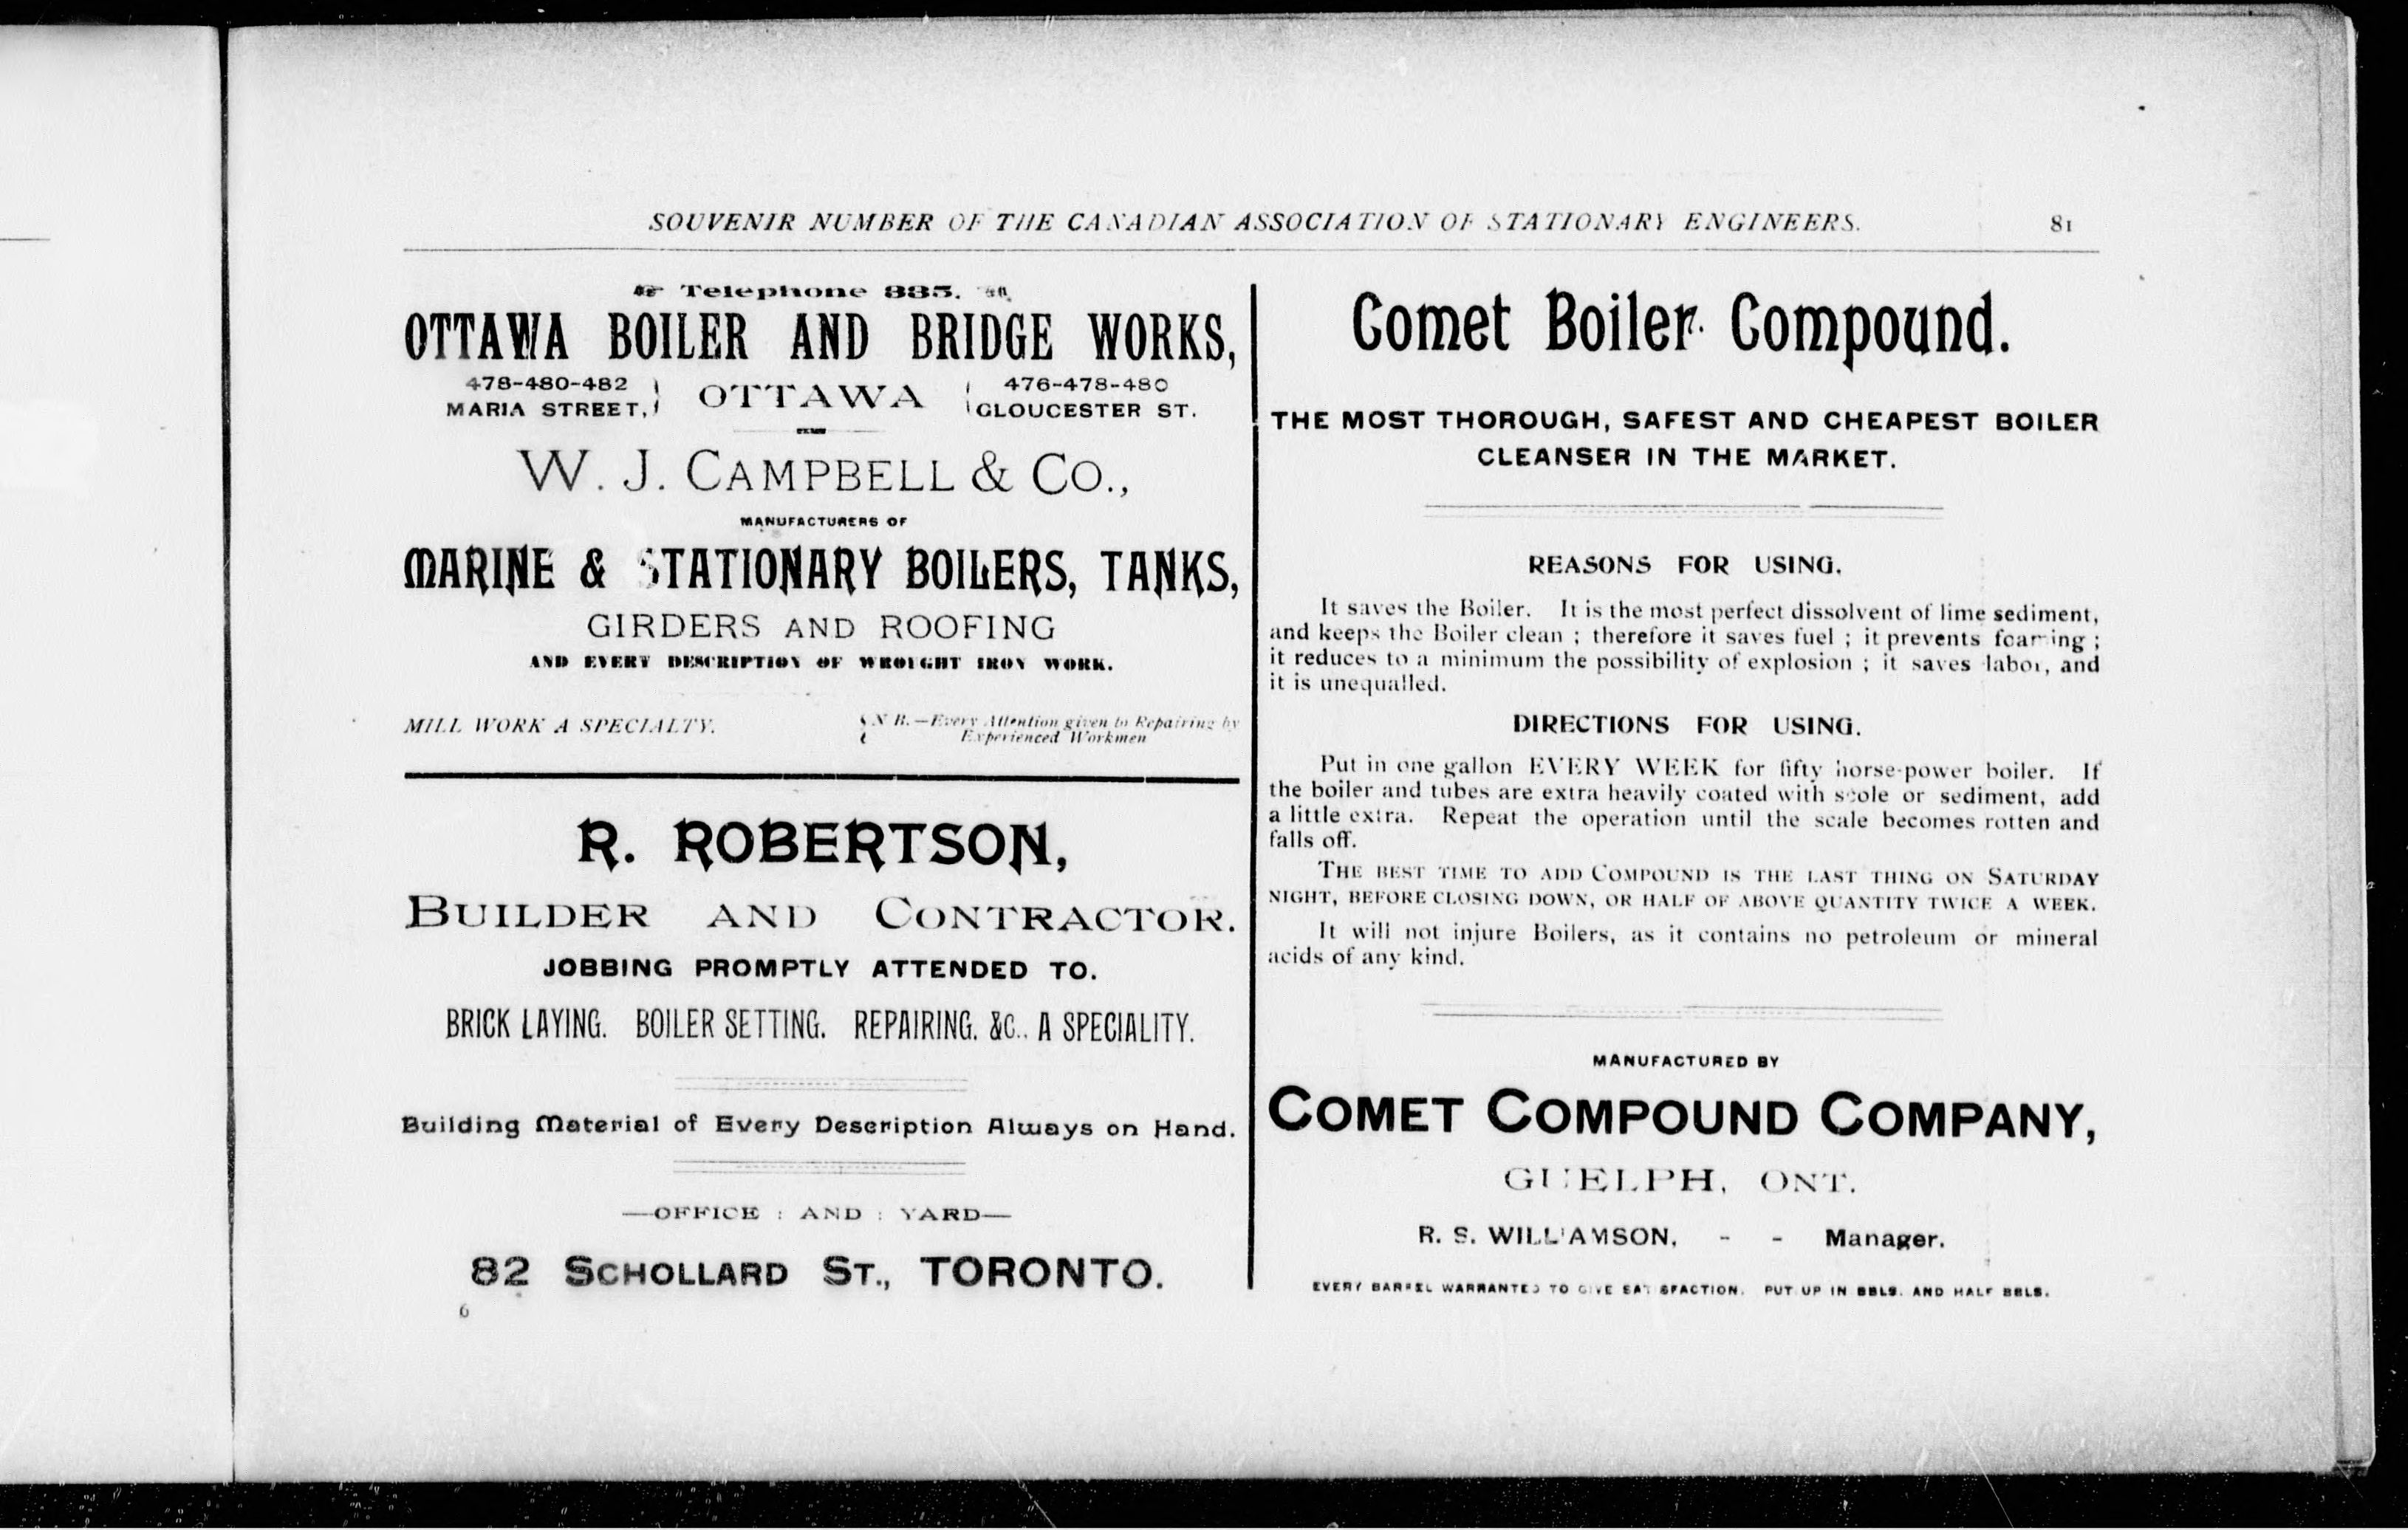 SOUVENIR NUMBER OF THE CANADIAN ASSOCIATION OF STATIONARY ENGINEERS. 81
Telephone 335.
OTTAWA BOILER AND BRIDGE WORKS,
478-480-482 MARIA STREET, } OTTAWA { 476-478-480 GLOUCESTER ST.
W. J. CAMPBELL & CO.,
MANUFACTURERS OF
MARINE & STATIONARY BOILERS, TANKS,
GIRDERS AND ROOFING
AND EVERY DESCRIPTION OF WROUGHT IRON WORK.
MILL WORK A SPECIALTY. { N B.—Every Attention given to Repairing by
Experienced Workmen
R. ROBERTSON,
BUILDER AND CONTRACTOR.
JOBBING PROMPTLY ATTENDED TO.
BRICK LAYING. BOILER SETTING. REPAIRING, &C., A SPECIALITY.
Building Material of Every Description Always on Hand.
—OFFICE : AND : YARD—
82 SCHOLLARD ST., TORONTO.
6
Comet Boiler Compound.
THE MOST THOROUGH, SAFEST AND CHEAPEST BOILER
CLEANSER IN THE MARKET.
REASONS FOR USING.
It saves the Boiler. It is the most perfect dissolvent of lime sediment,
and keeps the Boiler clean ; therefore it saves fuel ; it prevents foaming ;
it reduces to a minimum the possibility of explosion ; it saves labor, and
it is unequalled.
DIRECTIONS FOR USING.
Put in one gallon EVERY WEEK for fifty horse-power boiler. If
the boiler and tubes are extra heavily coated with scole or sediment, add
a little extra. Repeat the operation until the scale becomes rotten and
falls off.
THE BEST TIME TO ADD COMPOUND IS THE LAST THING ON SATURDAY
NIGHT, BEFORE CLOSING DOWN, OR HALF OF ABOVE QUANTITY TWICE A WEEK.
It will not injure Boilers, as it contains no petroleum or mineral
acids of any kind.
MANUFACTURED BY
COMET COMPOUND COMPANY,
GUELPH, ONT.
R. S. WILLIAMSON, - - Manager.
EVERY BARREL WARRANTED TO GIVE SATISFACTION. PUT UP IN BBLS. AND HALF BBLS.